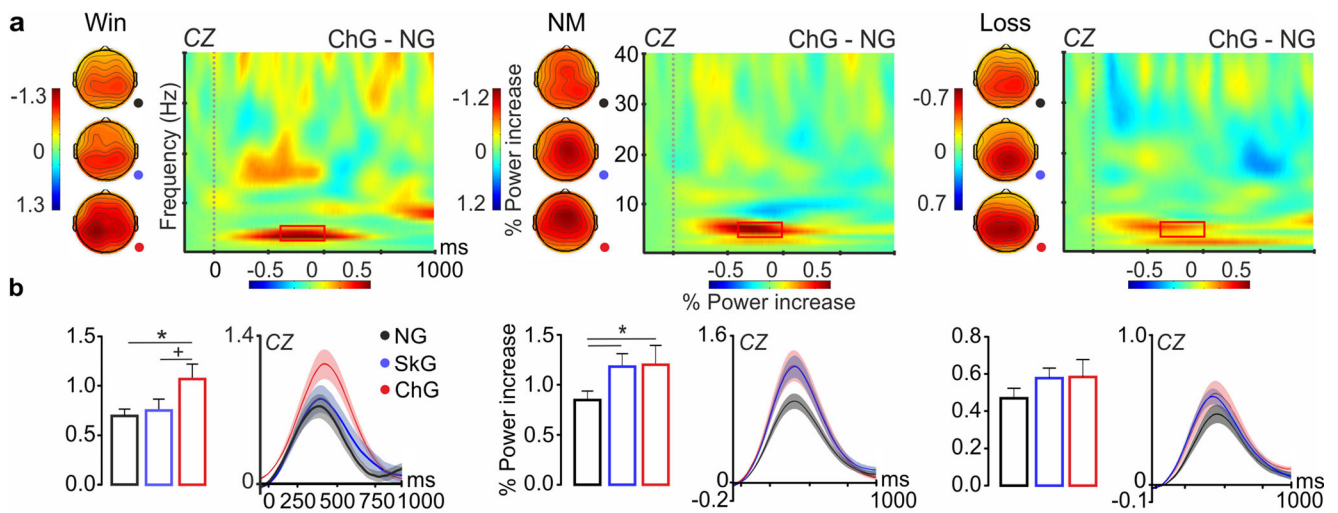 a
Win
NM
Loss
CZ
ChG - NG
CZ
ChG - NG
CZ
ChG - NG
-1.3
0
1.3
Frequency (Hz)
-1.2
0
1.2
% Power increase
40
30
20
10
-0.7
0
0.7
0
-0.5
0
0.5
1000
ms
-0.5
0
0.5
-0.5
0
0.5
% Power increase
b
1.5
1.0
0.5
0.0
*
+
1.4
CZ
0
NG
SkG
ChG
0
250
500
750
1000
ms
% Power increase
1.5
1.0
0.5
0.0
*
1.6
CZ
0
-0.2
ms
1000
0.8
0.6
0.4
0.2
0.0
1.0
CZ
0
-0.1
ms
1000